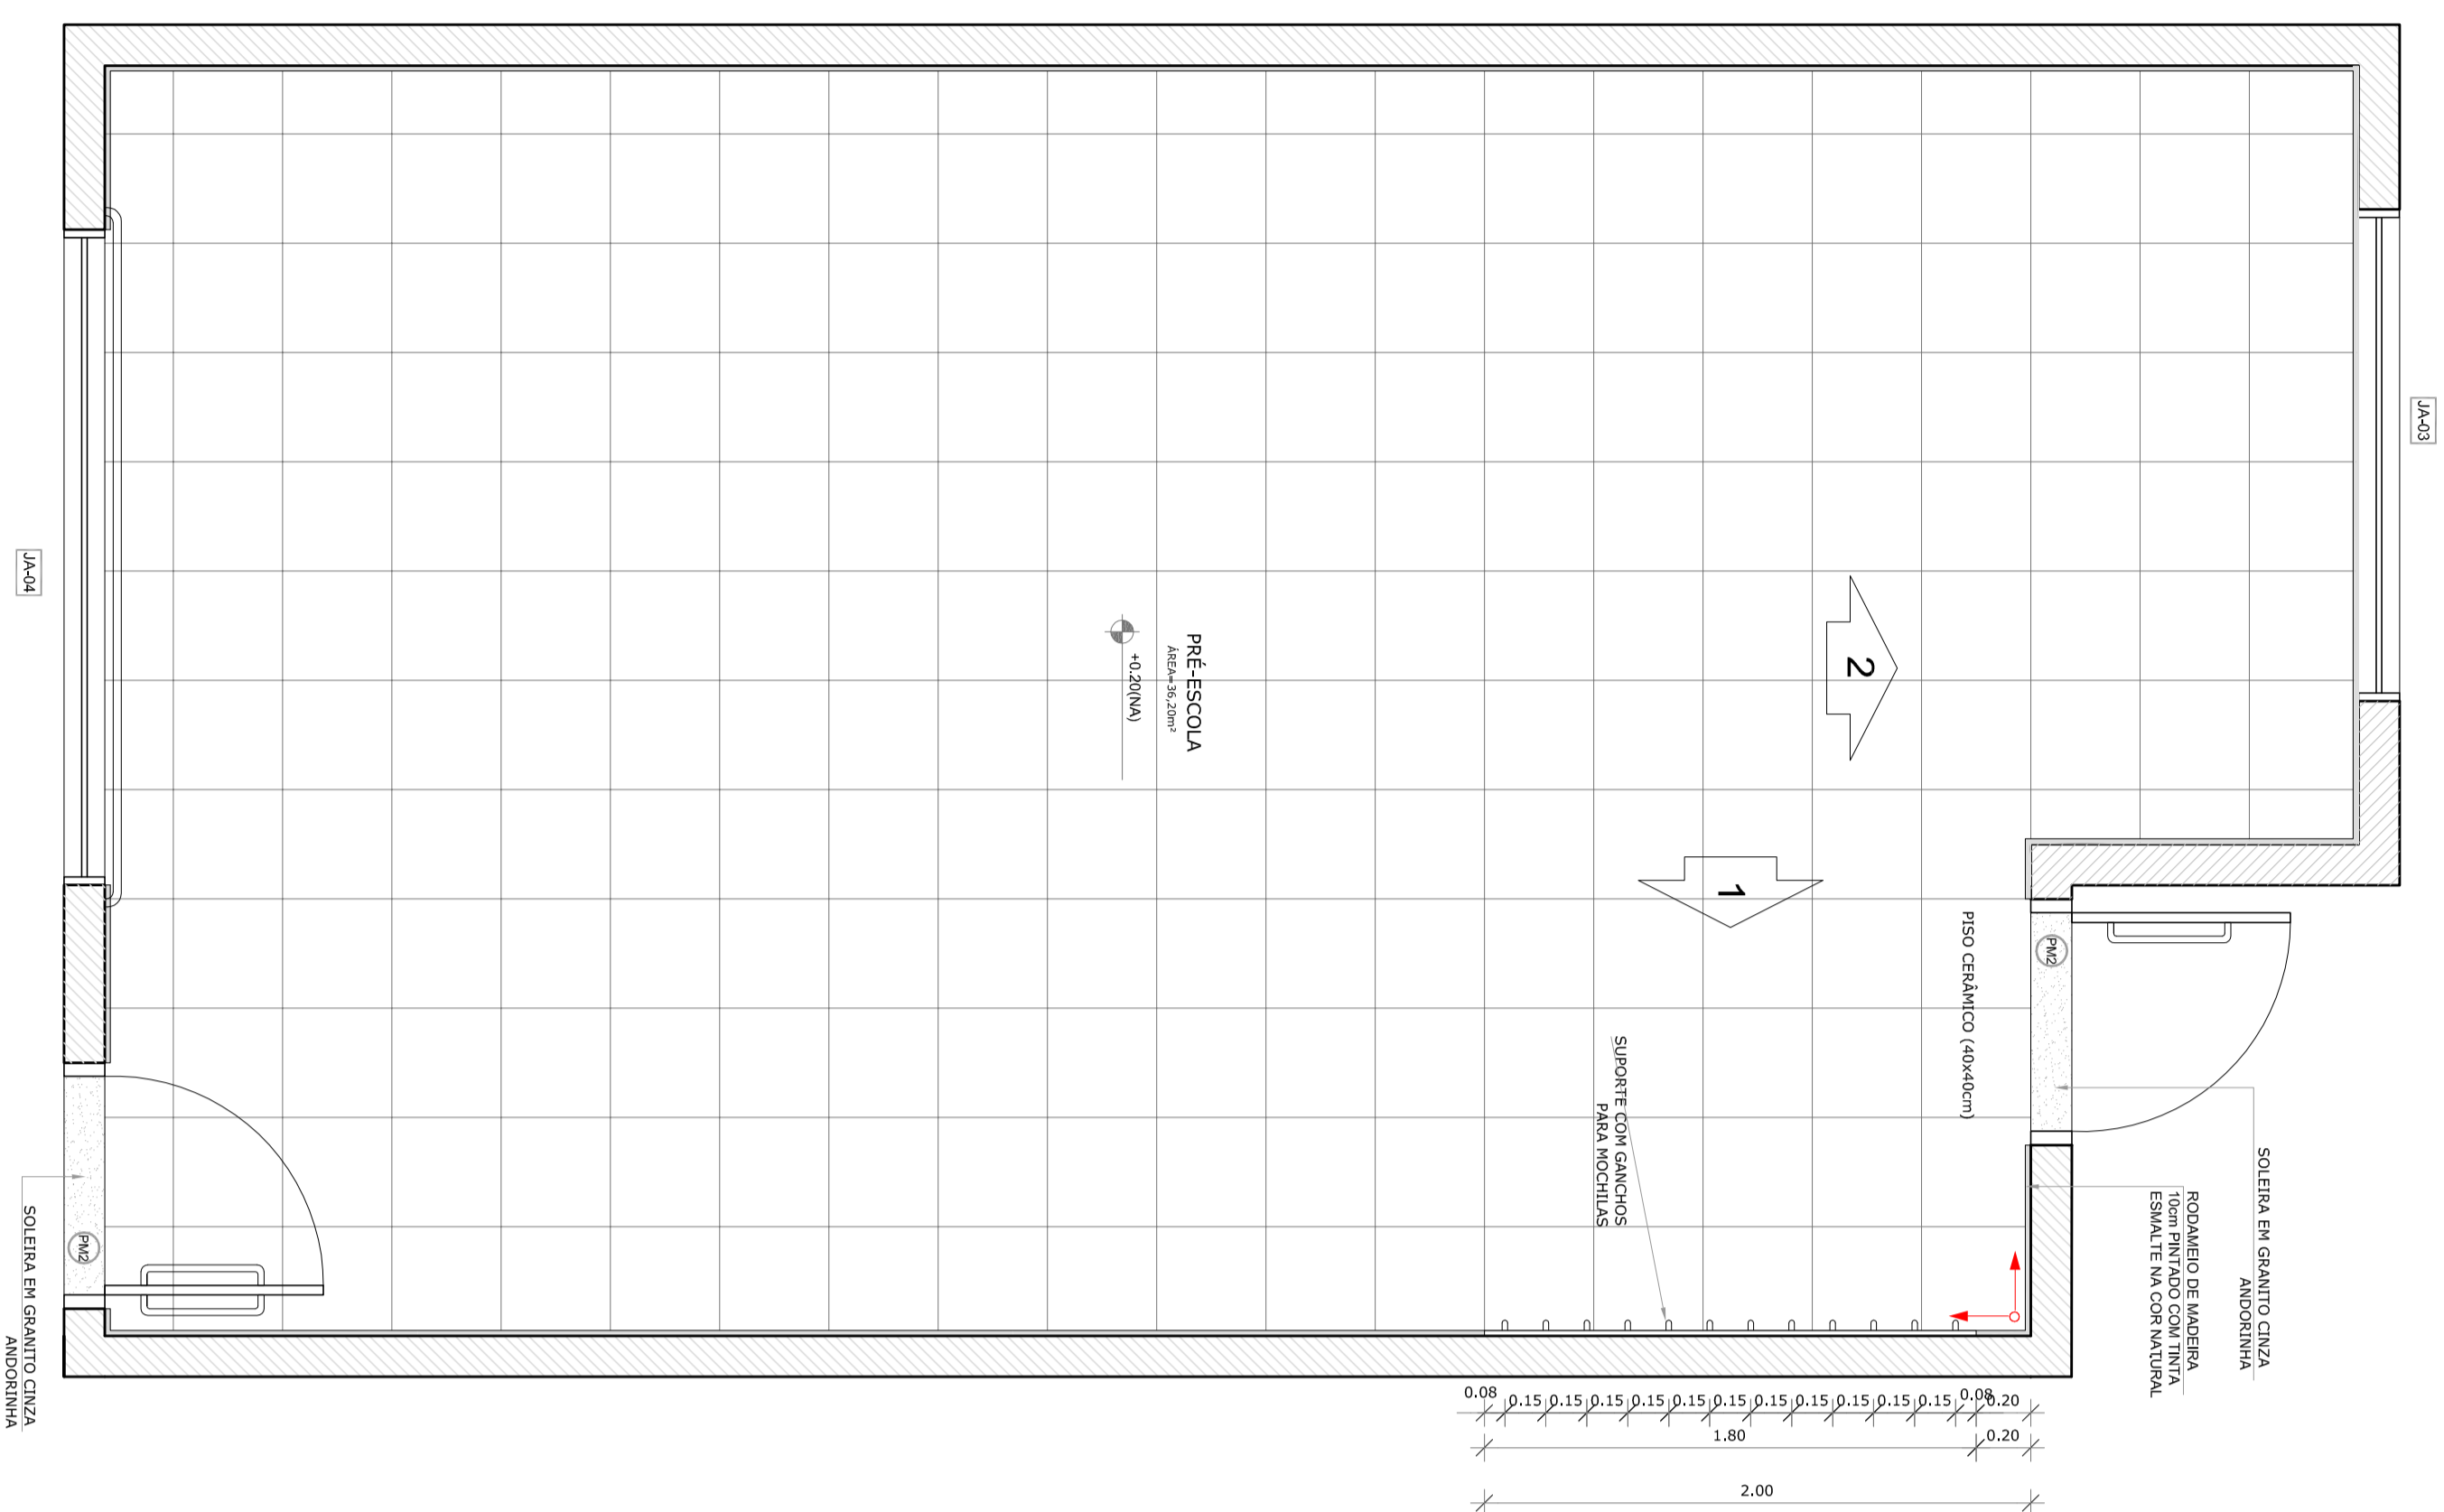 JA-03
JA-04
PRÉ-ESCOLA
ÁREA=36,20m²
+0.20(NA)
2
1
PISO CERÂMICO (40x40cm)
PM2
SUPORTE COM GANCHOS
PARA MOCHILAS
SOLEIRA EM GRANITO CINZA
ANDORINHA
RODAMEIO DE MADEIRA
10cm PINTADO COM TINTA
ESMALTE NA COR NATURAL
PM2
SOLEIRA EM GRANITO CINZA
ANDORINHA
0.08 0.15 0.15 0.15 0.15 0.15 0.15 0.15 0.15 0.15 0.15 0.15 0.08 0.20
1.80 0.20
2.00